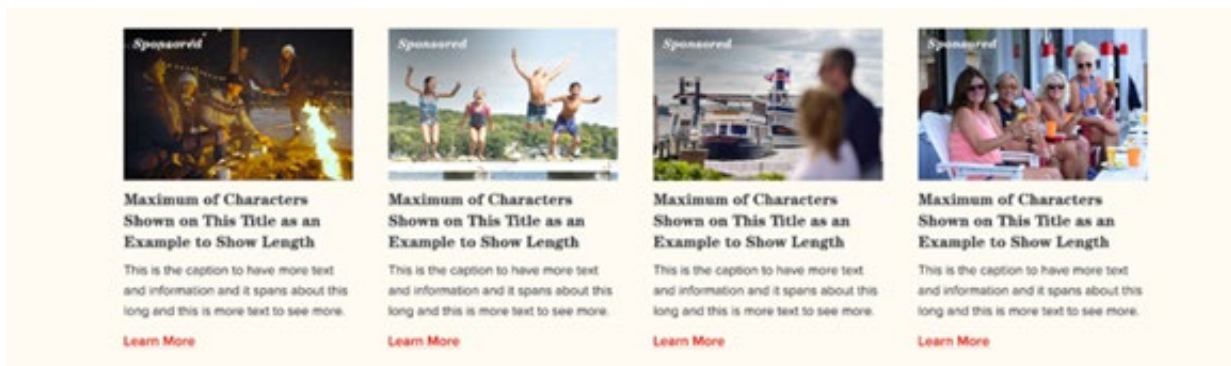 Sponsored
Maximum of Characters
Shown on This Title as an
Example to Show Length
This is the caption to have more text
and information and it spans about this
long and this is more text to see more.
Learn More
Sponsored
Maximum of Characters
Shown on This Title as an
Example to Show Length
This is the caption to have more text
and information and it spans about this
long and this is more text to see more.
Learn More
Sponsored
Maximum of Characters
Shown on This Title as an
Example to Show Length
This is the caption to have more text
and information and it spans about this
long and this is more text to see more.
Learn More
Sponsored
Maximum of Characters
Shown on This Title as an
Example to Show Length
This is the caption to have more text
and information and it spans about this
long and this is more text to see more.
Learn More